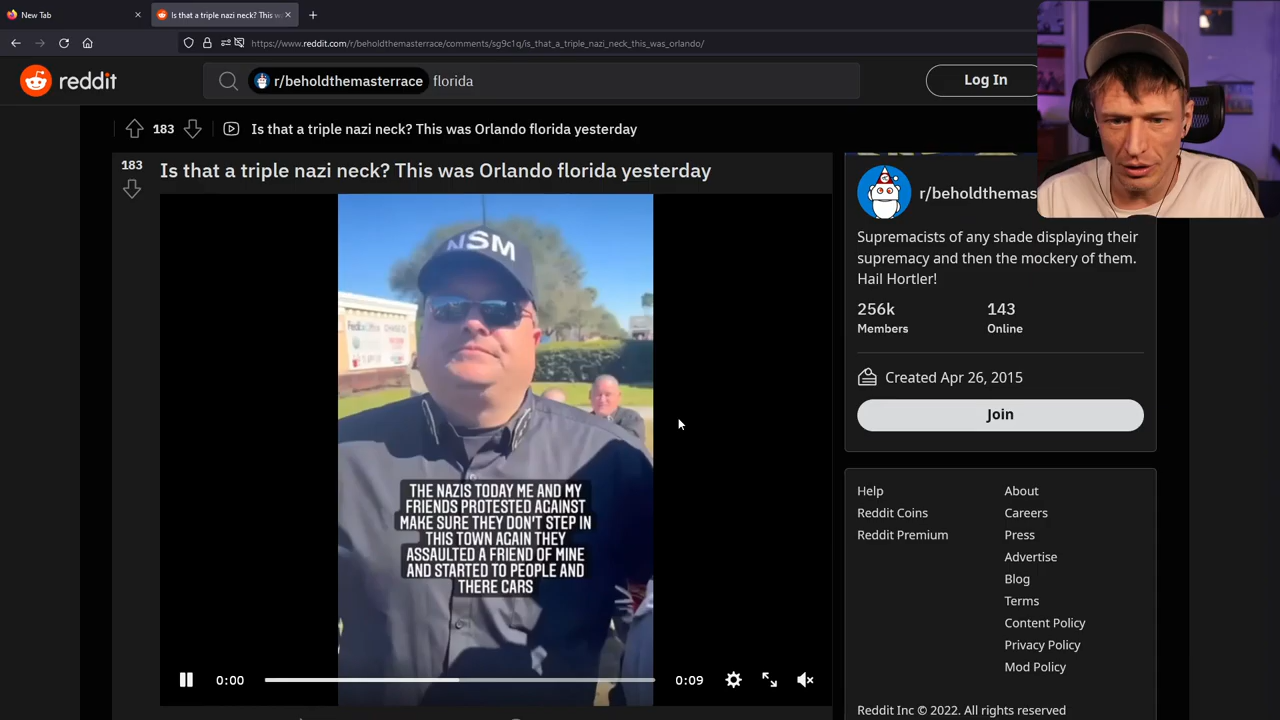 New Tab
Is that a triple nazi neck? This w
https://www.reddit.com/r/beholdthemasterrace/comments/sg9c1q/is_that_a_triple_nazi_neck_this_was_orlando/
reddit
r/beholdthemasterrace florida
Log In
183
Is that a triple nazi neck? This was Orlando florida yesterday
183
Is that a triple nazi neck? This was Orlando florida yesterday
NSM
THE NAZIS TODAY ME AND MY
FRIENDS PROTESTED AGAINST
MAKE SURE THEY DON'T STEP IN
THIS TOWN AGAIN THEY
ASSAULTED A FRIEND OF MINE
AND STARTED TO PEOPLE AND
THERE CARS
0:00
0:09
r/beholdthemas
Supremacists of any shade displaying their
supremacy and then the mockery of them.
Hail Hortler!
256k
143
Members
Online
Created Apr 26, 2015
Join
Help
About
Reddit Coins
Careers
Reddit Premium
Press
Advertise
Blog
Terms
Content Policy
Privacy Policy
Mod Policy
Reddit Inc © 2022. All rights reserved